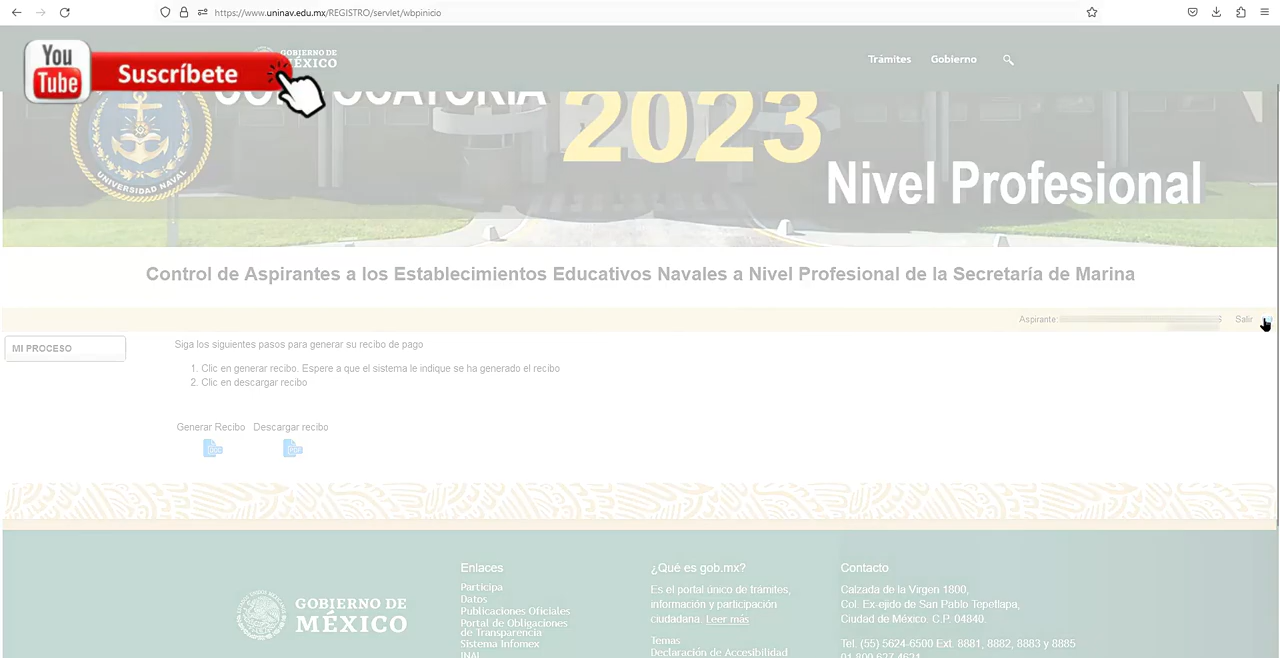 https://www.uninav.edu.mx/REGISTRO/servlet/wbpinicio
You
Tube
Suscríbete
GOBIERNO DE
MÉXICO
Trámites
Gobierno
CONVOCATORIA
2023
Nivel Profesional
UNIVERSIDAD NAVAL
Control de Aspirantes a los Establecimientos Educativos Navales a Nivel Profesional de la Secretaría de Marina
Aspirante:
Salir
MI PROCESO
Siga los siguientes pasos para generar su recibo de pago
1. Clic en generar recibo. Espere a que el sistema le indique se ha generado el recibo
2. Clic en descargar recibo
Generar Recibo Descargar recibo
GOBIERNO DE
MÉXICO
Enlaces
Participa
Datos
Publicaciones Oficiales
Portal de Obligaciones
de Transparencia
Sistema Infomex
INAI
¿Qué es gob.mx?
Es el portal único de trámites,
información y participación
ciudadana. Leer más
Temas
Declaración de Accesibilidad
Contacto
Calzada de la Virgen 1800,
Col. Ex-ejido de San Pablo Tepetlapa,
Ciudad de México. C.P. 04840.
Tel. (55) 5624-6500 Ext. 8881, 8882, 8883 y 8885
01 800 627 4621